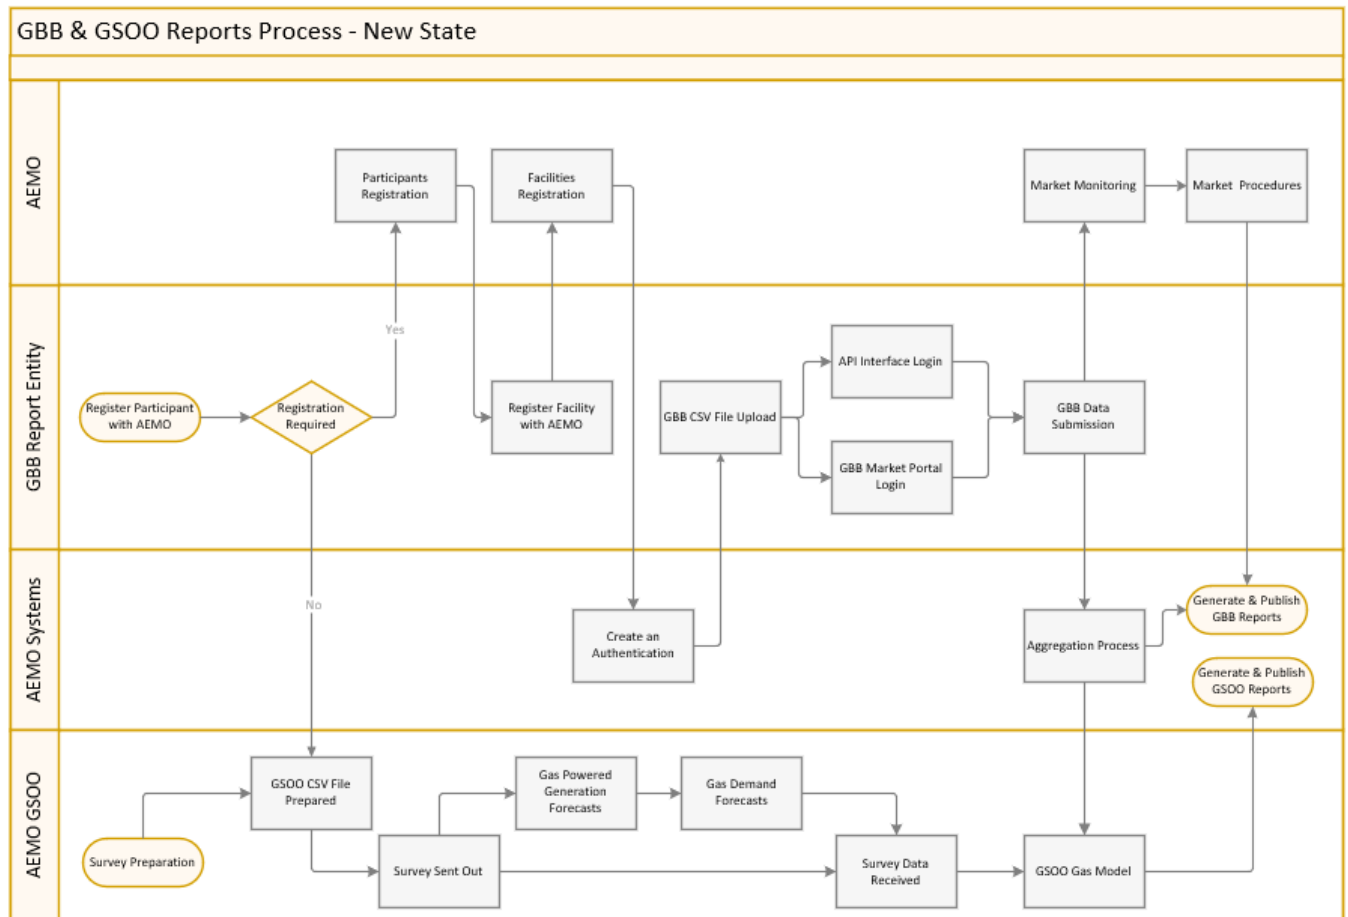 GBB & GSOO Reports Process - New State
AEMO
Participants
Registration
Facilities
Registration
Market Monitoring
Market  Procedures
GBB Report Entity
Register Participant
with AEMO
Registration
Required
Yes
Register Facility
with AEMO
GBB CSV File Upload
API Interface Login
GBB Market Portal
Login
GBB Data
Submission
AEMO Systems
No
Create an
Authentication
Aggregation Process
Generate & Publish
GBB Reports
Generate & Publish
GSOO Reports
AEMO GSOO
Survey Preparation
GSOO CSV File
Prepared
Survey Sent Out
Gas Powered
Generation
Forecasts
Gas Demand
Forecasts
Survey Data
Received
GSOO Gas Model